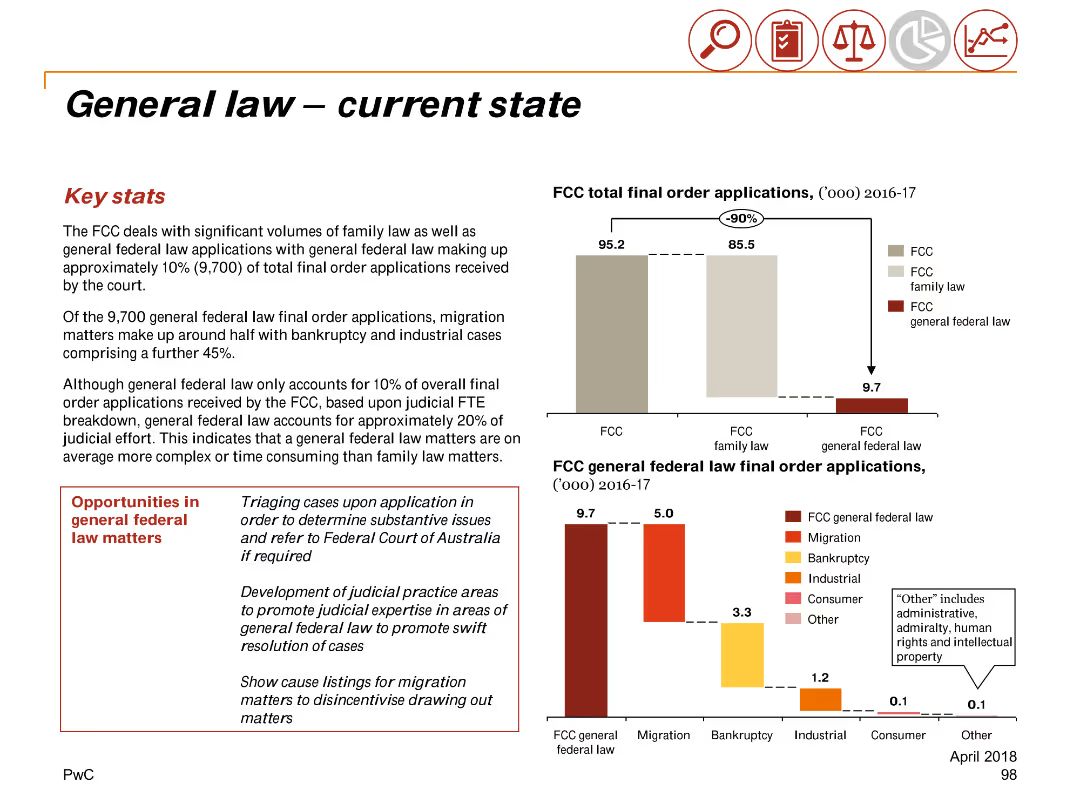 General law – current state
Key stats
The FCC deals with significant volumes of family law as well as
general federal law applications with general federal law making up
approximately 10% (9,700) of total final order applications received
by the court.
Of the 9,700 general federal law final order applications, migration
matters make up around half with bankruptcy and industrial cases
comprising a further 45%.
Although general federal law only accounts for 10% of overall final
order applications received by the FCC, based upon judicial FTE
breakdown, general federal law accounts for approximately 20% of
judicial effort. This indicates that a general federal law matters are on
average more complex or time consuming than family law matters.
Opportunities in
general federal
law matters
Triaging cases upon application in
order to determine substantive issues
and refer to Federal Court of Australia
if required
Development of judicial practice areas
to promote judicial expertise in areas of
general federal law to promote swift
resolution of cases
Show cause listings for migration
matters to disincentivise drawing out
matters
FCC total final order applications, ('000) 2016-17
-90%
95.2
85.5
9.7
FCC
FCC
family law
FCC
general federal law
FCC
FCC
family law
FCC
general federal law
FCC general federal law final order applications,
('000) 2016-17
9.7
5.0
3.3
1.2
0.1
0.1
FCC general federal law
Migration
Bankruptcy
Industrial
Consumer
Other
“Other” includes
administrative,
admiralty, human
rights and intellectual
property
FCC general
federal law
Migration
Bankruptcy
Industrial
Consumer
Other
PwC
April 2018
98